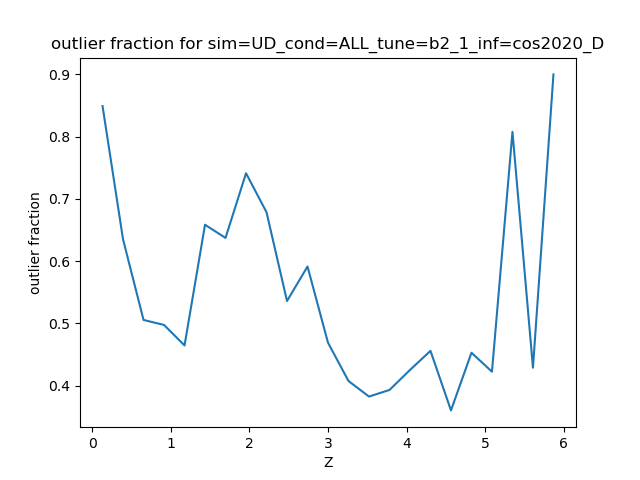 outlier fraction for sim=UD_cond=ALL_tune=b2_1_inf=cos2020_D
0.9
0.8
0.7
0.6
0.5
0.4
outlier fraction
0 1 2 3 4 5 6
Z